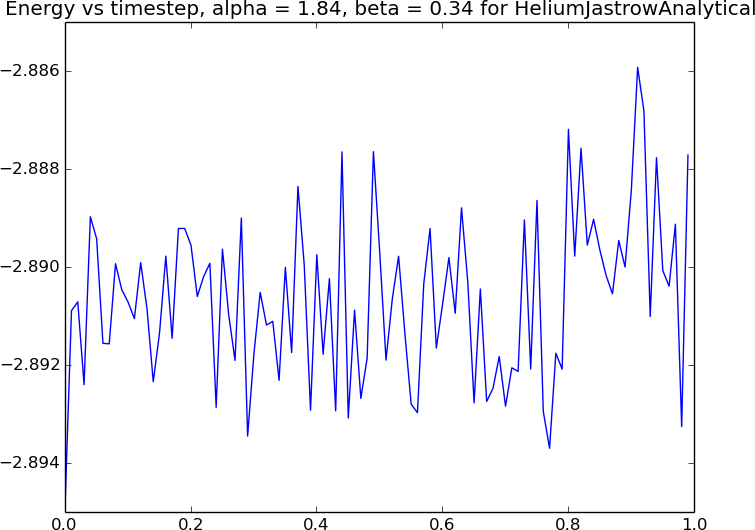 Energy vs timestep, alpha = 1.84, beta = 0.34 for HeliumJastrowAnalytical
−2.886
−2.888
−2.890
−2.892
−2.894
0.0 0.2 0.4 0.6 0.8 1.0